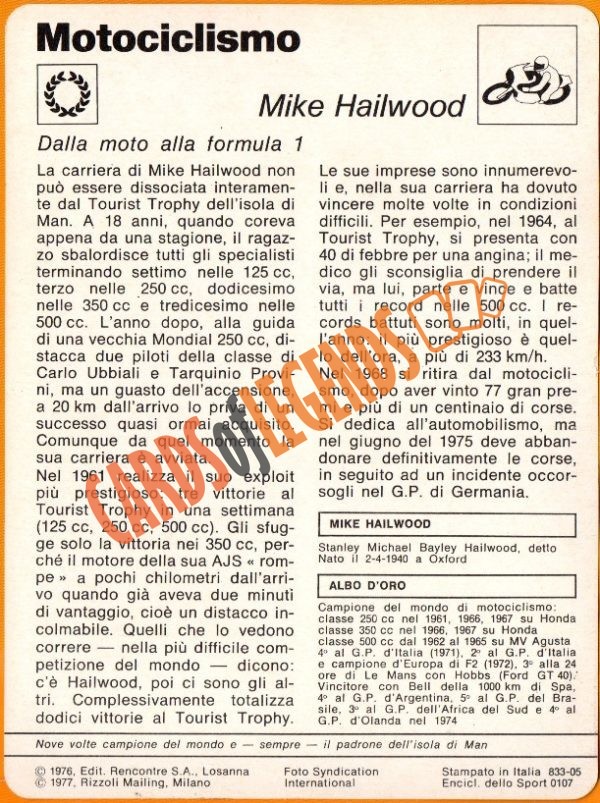 Motociclismo
Mike Hailwood
Dalla moto alla formula 1
La carriera di Mike Hailwood non
può essere dissociata interamen-
te dal Tourist Trophy dell'isola di
Man. A 18 anni, quando correva
appena da una stagione, il ragaz-
zo sbalordisce tutti gli specialisti
terminando settimo nelle 125 cc,
terzo nelle 250 cc, dodicesimo
nelle 350 cc e tredicesimo nelle
500 cc. L'anno dopo, alla guida
di una vecchia Mondial 250 cc, di-
stacca due piloti della classe di
Carlo Ubbiali e Tarquinio Provi-
ni, ma un guasto dell'accensione
a 20 km dall'arrivo lo priva di un
successo quasi ormai acquisito.
Comunque da quel momento la
sua carriera è avviata.
Nel 1961 realizza il suo exploit
più prestigioso: tre vittorie al
Tourist Trophy in una settimana
(125 cc, 250 cc, 500 cc). Gli sfug-
ge solo la vittoria nei 350 cc, per-
ché il motore della sua AJS « rom-
pe » a pochi chilometri dall'arri-
vo quando già aveva due minuti
di vantaggio, cioè un distacco in-
colmabile. Quelli che lo vedono
correre — nella più difficile com-
petizione del mondo — dicono:
c'è Hailwood, poi ci sono gli al-
tri. Complessivamente totalizza
dodici vittorie al Tourist Trophy.
Le sue imprese sono innumerevo-
li e, nella sua carriera ha dovuto
vincere molte volte in condizioni
difficili. Per esempio, nel 1964, al
Tourist Trophy, si presenta con
40 di febbre per una angina; il me-
dico gli sconsiglia di prendere il
via, ma lui, parte e vince e batte
tutti i record nelle 500 cc. I re-
cords battuti sono molti, in quel-
l'anno: il più prestigioso è quel-
lo dell'ora, a più di 233 km/h.
Nel 1968 si ritira dal motocicli-
smo, dopo aver vinto 77 gran pre-
mi e più di un centinaio di corse.
Si dedica all'automobilismo, ma
nel giugno del 1975 deve abban-
donare definitivamente le corse,
in seguito ad un incidente occor-
sogli nel G.P. di Germania.
MIKE HAILWOOD
Stanley Michael Bayley Hailwood, detto
Nato il 2-4-1940 a Oxford
ALBO D'ORO
Campione del mondo di motociclismo:
classe 250 cc nel 1961, 1966, 1967 su Honda
classe 350 cc nel 1966, 1967 su Honda
classe 500 cc dal 1962 al 1965 su MV Agusta
4º al G.P. d'Italia (1971), 2º al G.P. d'Italia
e campione d'Europa di F2 (1972), 3º alla 24
ore di Le Mans con Hobbs (Ford GT 40).
Vincitore con Bell della 1000 km di Spa,
4º al G.P. d'Argentina, 5º al G.P. del Bra-
sile, 3º al G.P. dell'Africa del Sud e 4º al
G.P. d'Olanda nel 1974
Nove volte campione del mondo e — sempre — il padrone dell'isola di Man
© 1976, Edit. Rencontre S.A., Losanna
© 1977, Rizzoli Mailing, Milano
Foto Syndication
International
Stampato in Italia 833-05
Encicl. dello Sport 0107
CARDS of LEGENDS